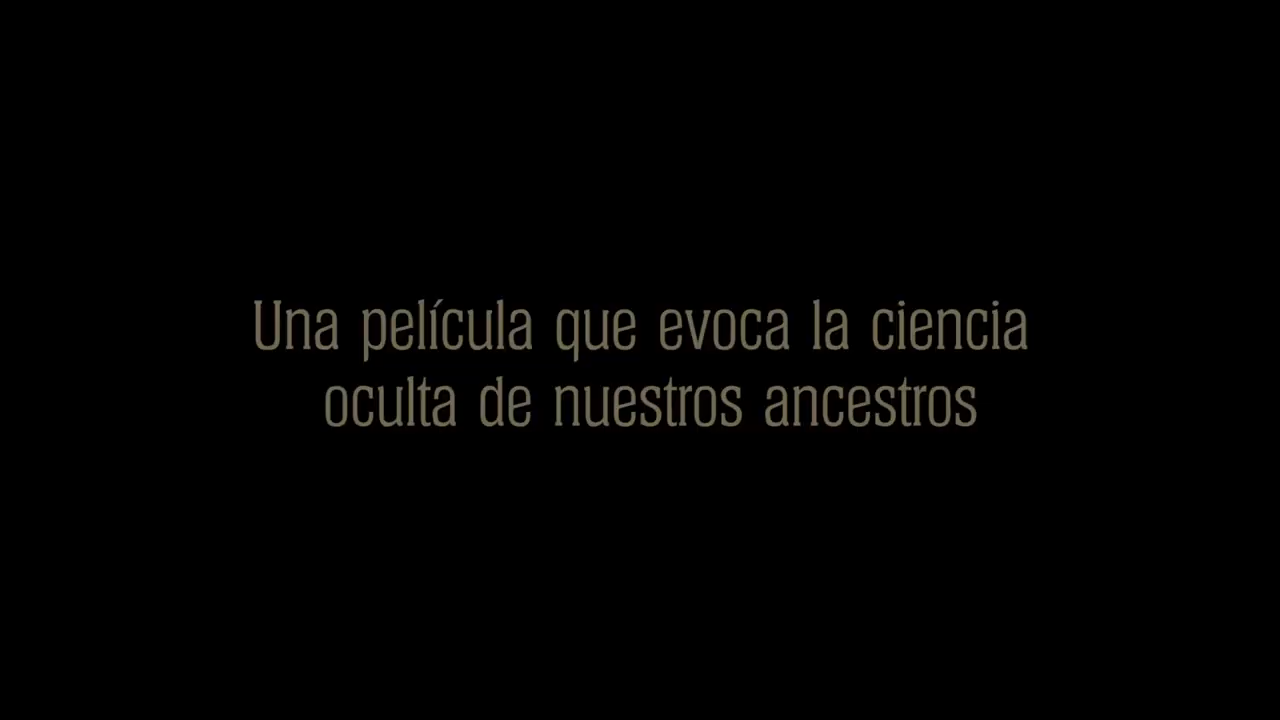 Una película que evoca la ciencia
oculta de nuestros ancestros